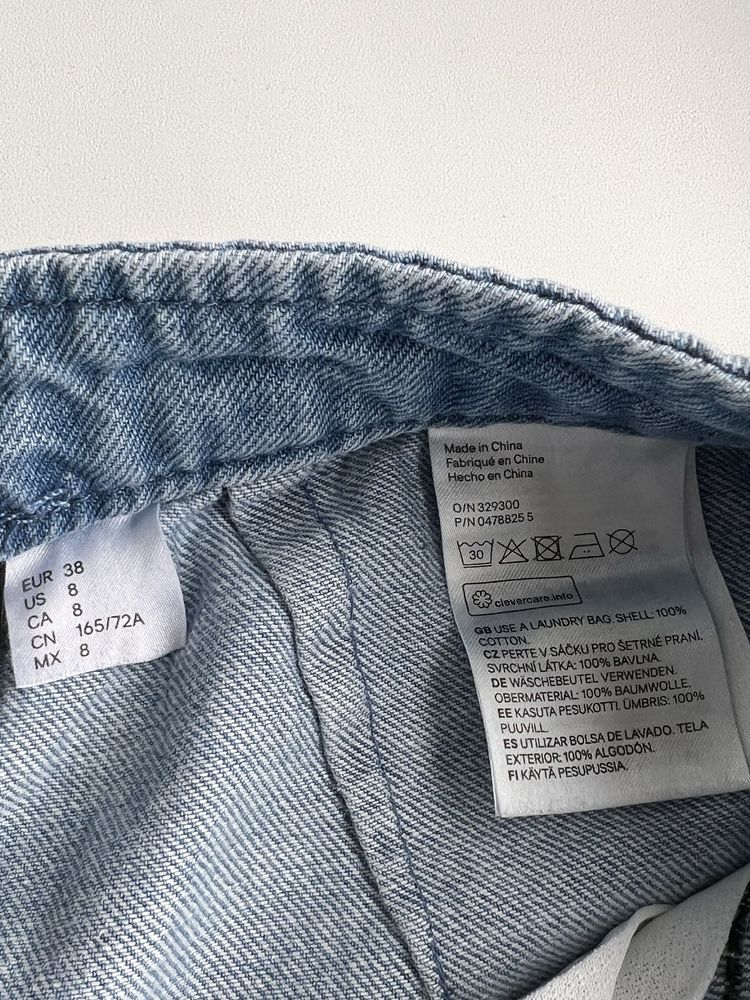 EUR 38
US 8
CA 8
CN 165/72A
MX 8
Made in China
Fabriqué en Chine
Hecho en China
O/N 329300
P/N 0478825 5
30
clevercare.info
GB USE A LAUNDRY BAG. SHELL: 100%
COTTON.
CZ PERTE V SÁČKU PRO ŠETRNÉ PRANÍ.
SVRCHNÍ LÁTKA: 100% BAVLNA.
DE WÄSCHEBEUTEL VERWENDEN.
OBERMATERIAL: 100% BAUMWOLLE.
EE KASUTA PESUKOTTI. ÜMBRIS: 100%
PUUVILL.
ES UTILIZAR BOLSA DE LAVADO. TELA
EXTERIOR: 100% ALGODÓN.
FI KÄYTÄ PESUPUSSIA.